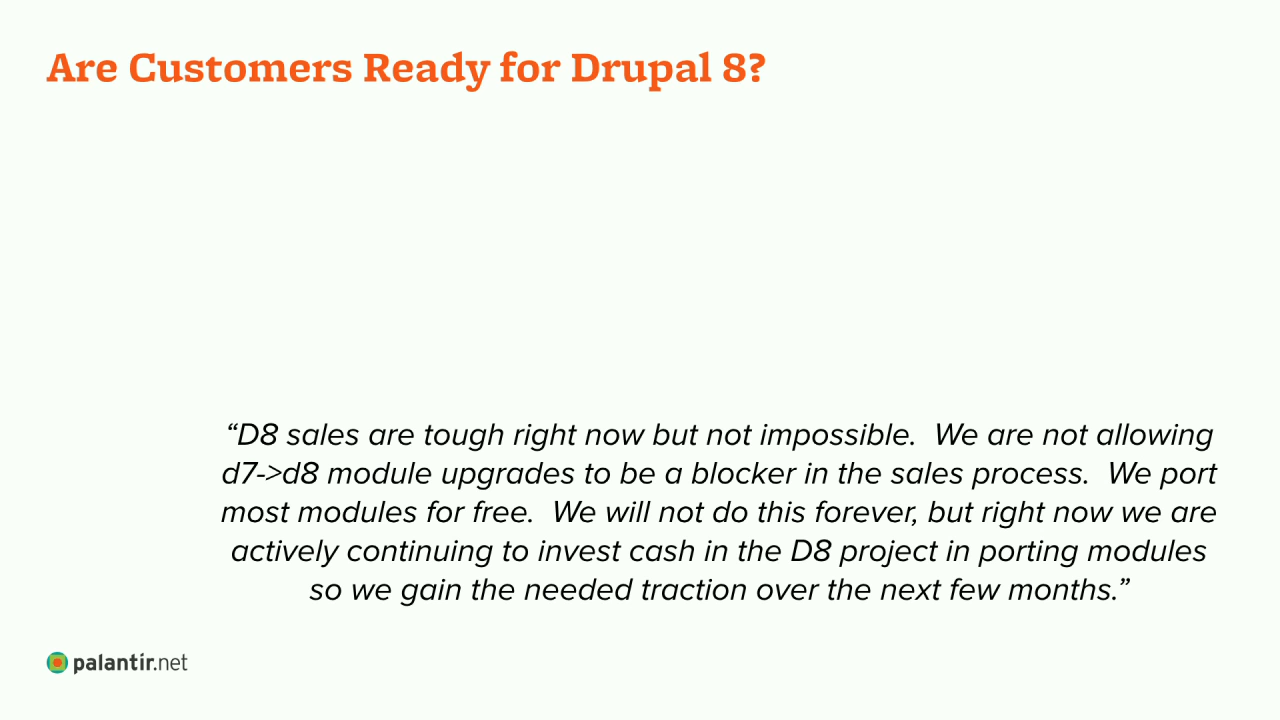 Are Customers Ready for Drupal 8?
“D8 sales are tough right now but not impossible.  We are not allowing
d7->d8 module upgrades to be a blocker in the sales process.  We port
most modules for free.  We will not do this forever, but right now we are
actively continuing to invest cash in the D8 project in porting modules
so we gain the needed traction over the next few months.”
palantir.net